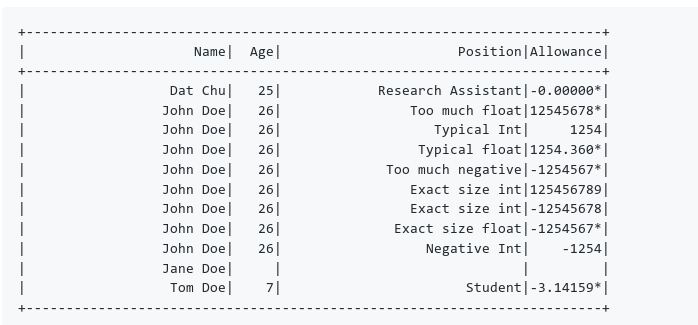 +------------------------------------------------------------------------+
|                     Name|  Age|                      Position|Allowance|
+------------------------------------------------------------------------+
|                  Dat Chu|   25|            Research Assistant|-0.00000*|
|                 John Doe|   26|                Too much float|12545678*|
|                 John Doe|   26|                   Typical Int|     1254|
|                 John Doe|   26|                 Typical float|1254.360*|
|                 John Doe|   26|             Too much negative|-1254567*|
|                 John Doe|   26|                Exact size int|125456789|
|                 John Doe|   26|                Exact size int|-12545678|
|                 John Doe|   26|              Exact size float|-1254567*|
|                 John Doe|   26|                  Negative Int|    -1254|
|                 Jane Doe|     |                              |         |
|                  Tom Doe|    7|                       Student|-3.14159*|
+------------------------------------------------------------------------+